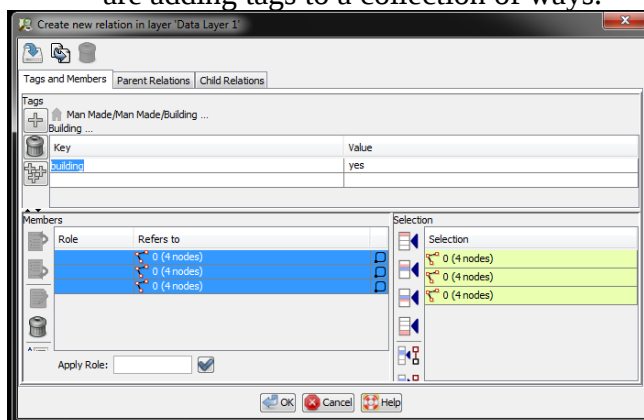 are adding tags to a collection of ways.
Create new relation in layer 'Data Layer 1'
Tags and Members Parent Relations Child Relations
Tags
Man Made/Man Made/Building ...
Building ...
Key Value
building yes
Members Selection
Role Refers to Selection
0 (4 nodes) 0 (4 nodes)
0 (4 nodes) 0 (4 nodes)
0 (4 nodes) 0 (4 nodes)
Apply Role:
OK Cancel Help